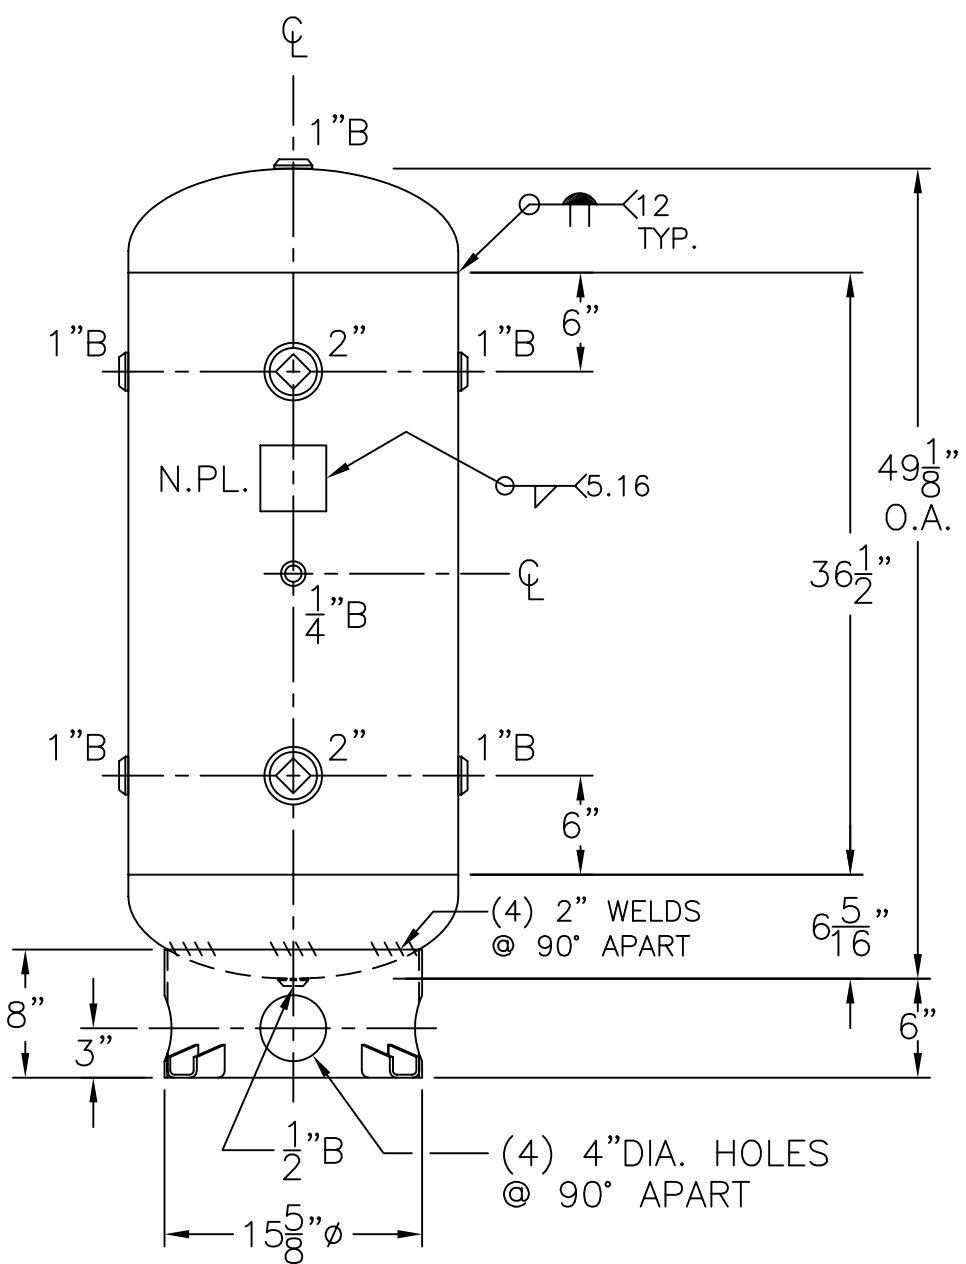 ℄
1"B
12
TYP.
6"
1"B
2"
1"B
N.PL.
5.16
49 1/8"
O.A.
36 1/2"
℄
1/4"B
1"B
2"
1"B
6"
(4) 2" WELDS
@ 90° APART
6 5/16"
8"
3"
6"
1/2"B
(4) 4"DIA. HOLES
@ 90° APART
15 5/8"ø